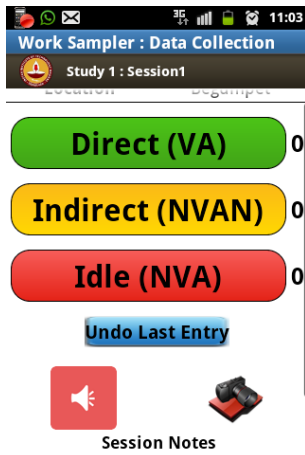 3G 11:03
Work Sampler : Data Collection
Study 1 : Session1
Location Begumpet
Direct (VA) 0
Indirect (NVAN) 0
Idle (NVA) 0
Undo Last Entry
Session Notes